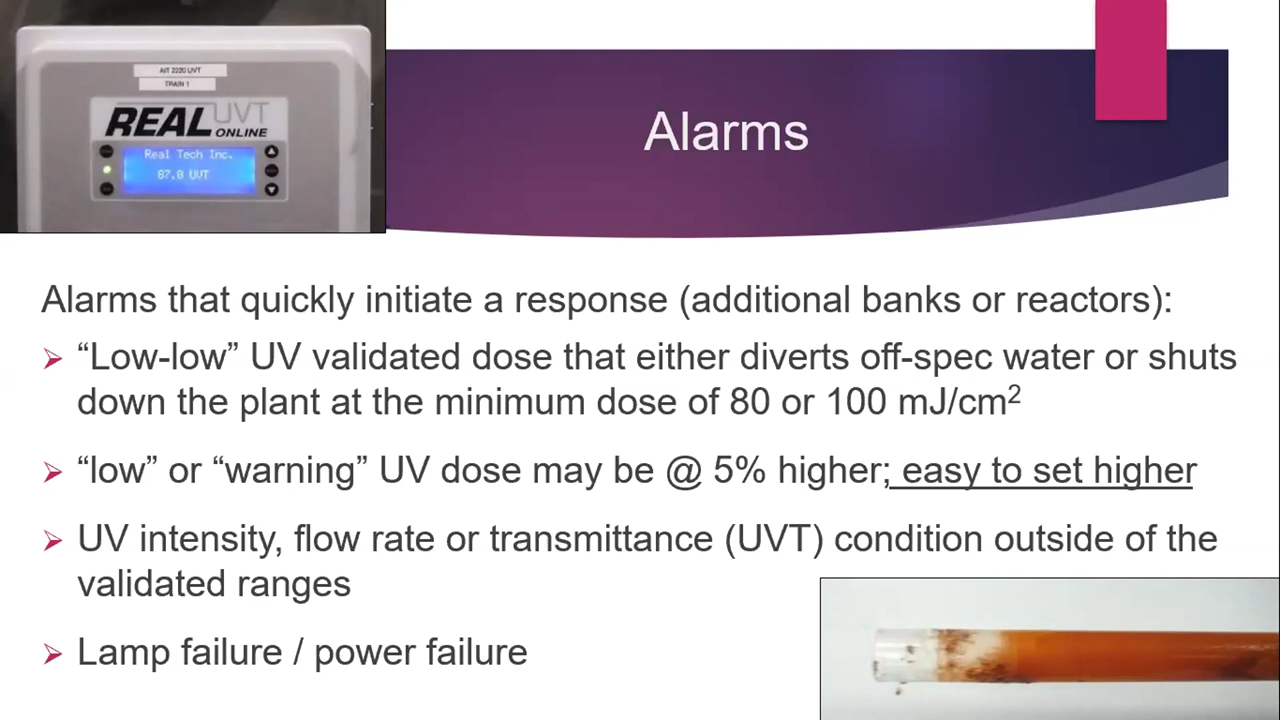 AIT 2220 UVT
TRAIN 1
REAL UVT
ONLINE
Real Tech Inc.
87.0 UVT
Alarms
Alarms that quickly initiate a response (additional banks or reactors):
“Low-low” UV validated dose that either diverts off-spec water or shuts
down the plant at the minimum dose of 80 or 100 mJ/cm²
“low” or “warning” UV dose may be @ 5% higher; easy to set higher
UV intensity, flow rate or transmittance (UVT) condition outside of the
validated ranges
Lamp failure / power failure